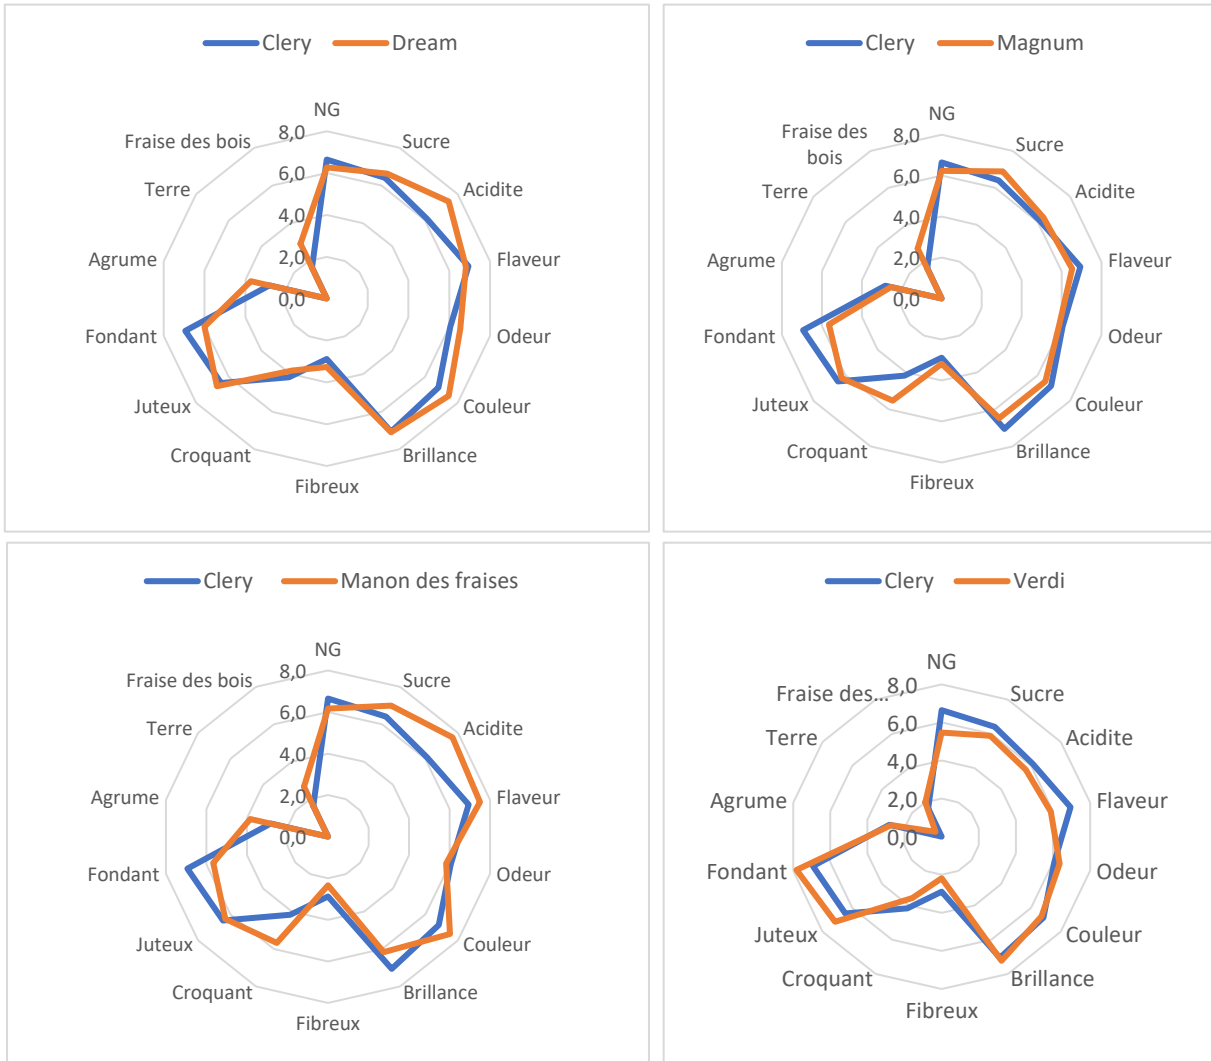 Clery Dream
NG
Sucre
Acidite
Flaveur
Odeur
Couleur
Brillance
Fibreux
Croquant
Juteux
Fondant
Agrume
Terre
Fraise des bois
8,0
6,0
4,0
2,0
0,0
Clery Magnum
NG
Sucre
Acidite
Flaveur
Odeur
Couleur
Brillance
Fibreux
Croquant
Juteux
Fondant
Agrume
Terre
Fraise des
bois
8,0
6,0
4,0
2,0
0,0
Clery Manon des fraises
NG
Sucre
Acidite
Flaveur
Odeur
Couleur
Brillance
Fibreux
Croquant
Juteux
Fondant
Agrume
Terre
Fraise des bois
8,0
6,0
4,0
2,0
0,0
Clery Verdi
NG
Sucre
Acidite
Flaveur
Odeur
Couleur
Brillance
Fibreux
Croquant
Juteux
Fondant
Agrume
Terre
Fraise des...
8,0
6,0
4,0
2,0
0,0